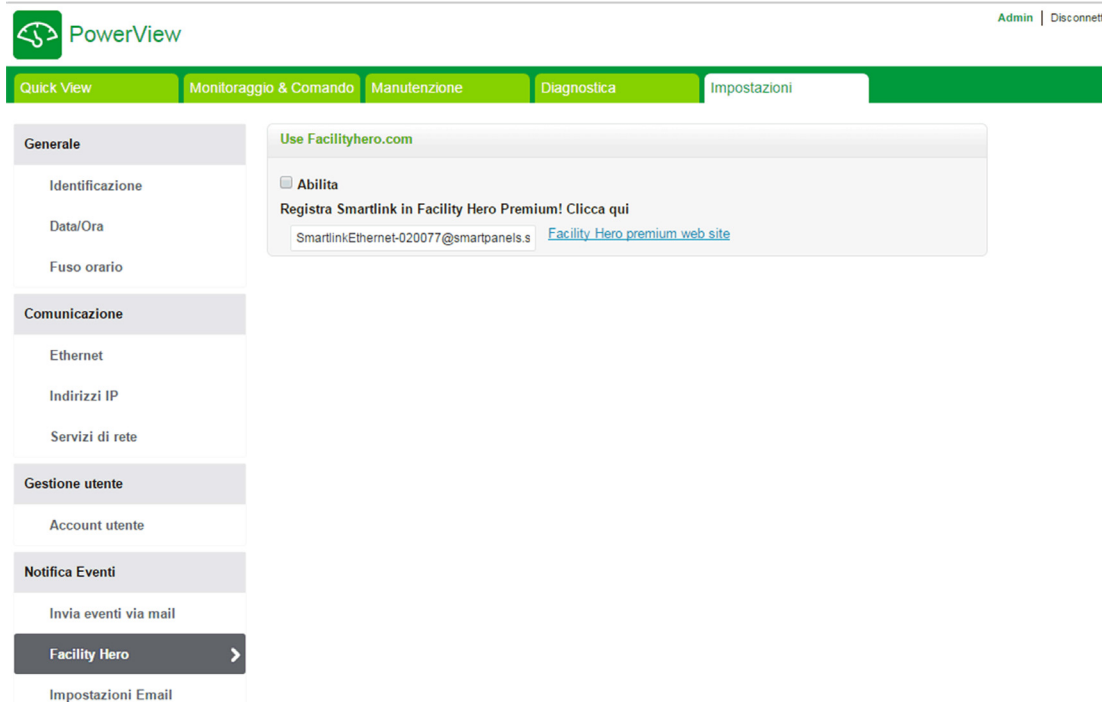 PowerView
Admin | Disconnett
Quick View
Monitoraggio & Comando
Manutenzione
Diagnostica
Impostazioni
Generale
Identificazione
Data/Ora
Fuso orario
Comunicazione
Ethernet
Indirizzi IP
Servizi di rete
Gestione utente
Account utente
Notifica Eventi
Invia eventi via mail
Facility Hero
Impostazioni Email
Use Facilityhero.com
Abilita
Registra Smartlink in Facility Hero Premium! Clicca qui
SmartlinkEthernet-020077@smartpanels.s
Facility Hero premium web site